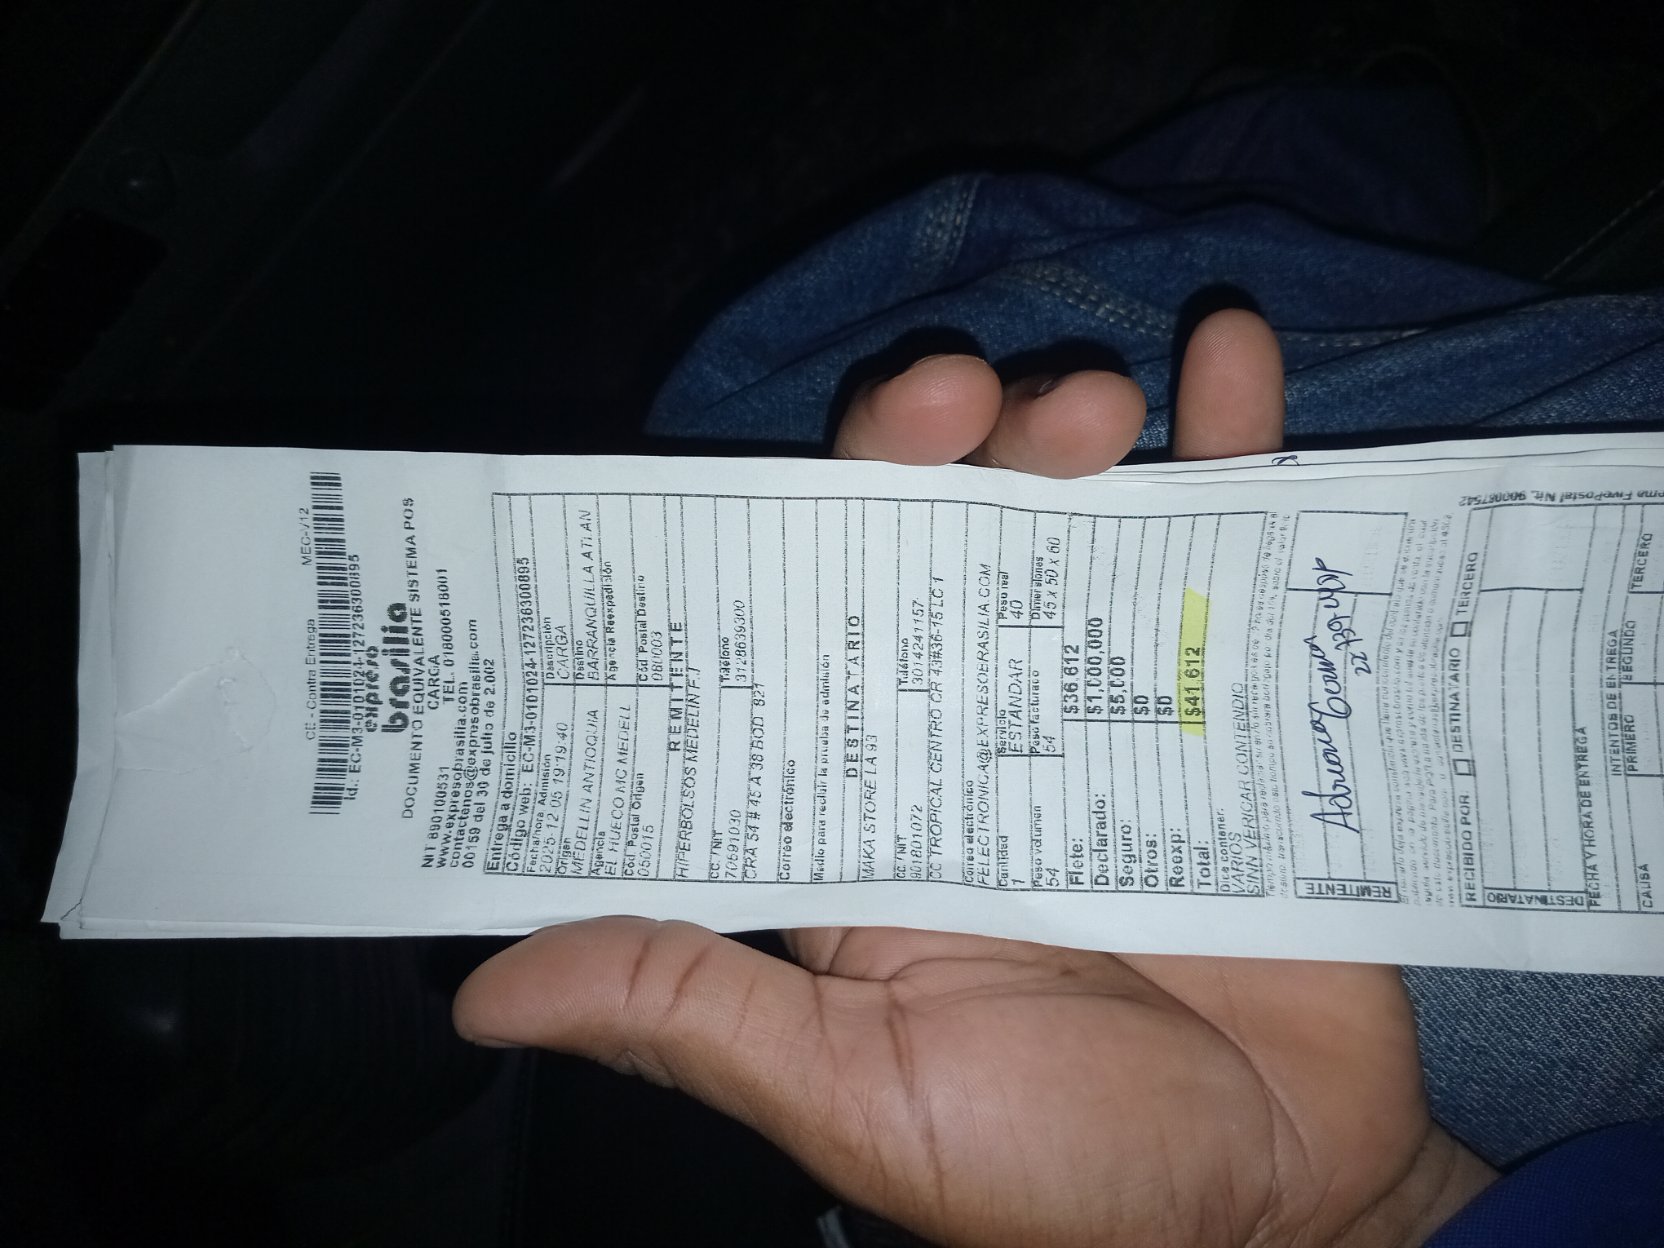 CE - Contra Entrega MEC-V12
Id.: EC-M3-0101024-12723630Ø895
expreso
brasilia
DOCUMENTO EQUIVALENTE SISTEMA POS
CARGA
NIT 890100531 TEL. 018000518001
www.expresobrasilia.com
contactenos@expresobrasilia.com
00159 del 30 de julio de 2.002
Entrega a domicilio
Código web: EC-M3-0101024-127236300895
Fecha/hora Admisión Descripción
2025-12-05 19:19:40 CARGA
Origen Destino
MEDELLIN ANTIOQUIA BARRANQUILLA ATLAN
Agencia Agencia Reexpedición
EL HUECO MC MEDELL
Cód Postal Origen Cód Postal Destino
050015 080003
REMITENTE
HIPERBOLSOS MEDELIN
CC / NIT Teléfono
70591030 3128639300
CRA 54 # 45 A 38 BOD 821
Correo electrónico
Medio para recibir la prueba de admisión
DESTINATARIO
MAKA STORE LA 93
CC / NIT Teléfono
901801072 3014241157
CC TROPICAL CENTRO CR 43#36-15 LC 1
Correo electrónico
FELECTRONICA@EXPRESOBRASILIA.COM
Cantidad Servicio Peso real
1 ESTANDAR 40
Peso volumen Peso facturado Dimensiones
54 54 45 x 50 x 60
Flete: $36,612
Declarado: $1,000,000
Seguro: $5,000
Otros: $0
Reexp: $0
Total: $41,612
Dice contener:
VARIOS
SINN VERIICAR CONTENIDO
REMITENTE
RECIBIDO POR: DESTINATARIO TERCERO
DESTINATARIO
FECHA Y HORA DE ENTREGA
INTENTOS DE ENTREGA
CAUSA PRIMERO SEGUNDO TERCERO
FivePostal Nit. 900087542